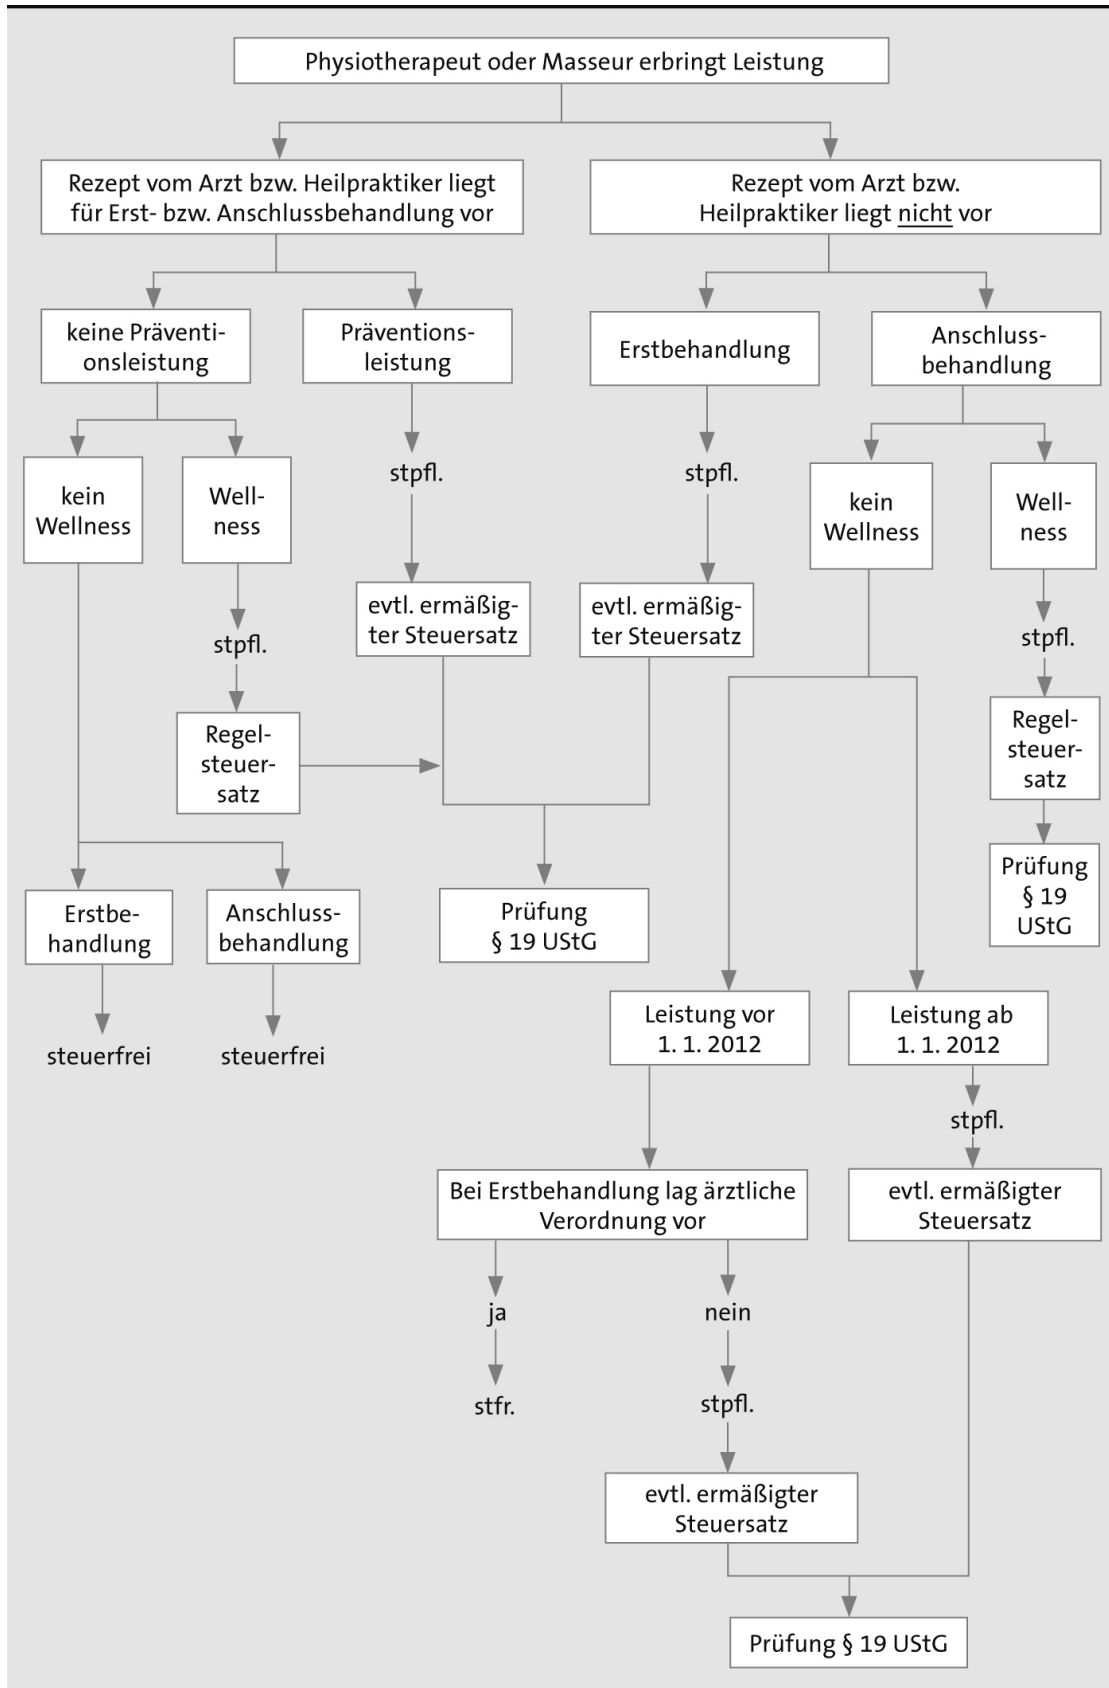 Physiotherapeut oder Masseur erbringt Leistung
Rezept vom Arzt bzw. Heilpraktiker liegt
für Erst- bzw. Anschlussbehandlung vor
Rezept vom Arzt bzw.
Heilpraktiker liegt nicht vor
keine Präventi-
onsleistung
Präventions-
leistung
Erstbehandlung
Anschluss-
behandlung
kein
Wellness
Well-
ness
stpfl.
stpfl.
kein
Wellness
Well-
ness
evtl. ermäßig-
ter Steuersatz
evtl. ermäßig-
ter Steuersatz
stpfl.
stpfl.
Regel-
steuer-
satz
Regel-
steuer-
satz
Erstbe-
handlung
Anschluss-
behandlung
Prüfung
§ 19 UStG
Prüfung
§ 19
UStG
steuerfrei
steuerfrei
Leistung vor
1. 1. 2012
Leistung ab
1. 1. 2012
stpfl.
Bei Erstbehandlung lag ärztliche
Verordnung vor
evtl. ermäßigter
Steuersatz
ja
nein
stfr.
stpfl.
evtl. ermäßigter
Steuersatz
Prüfung § 19 UStG